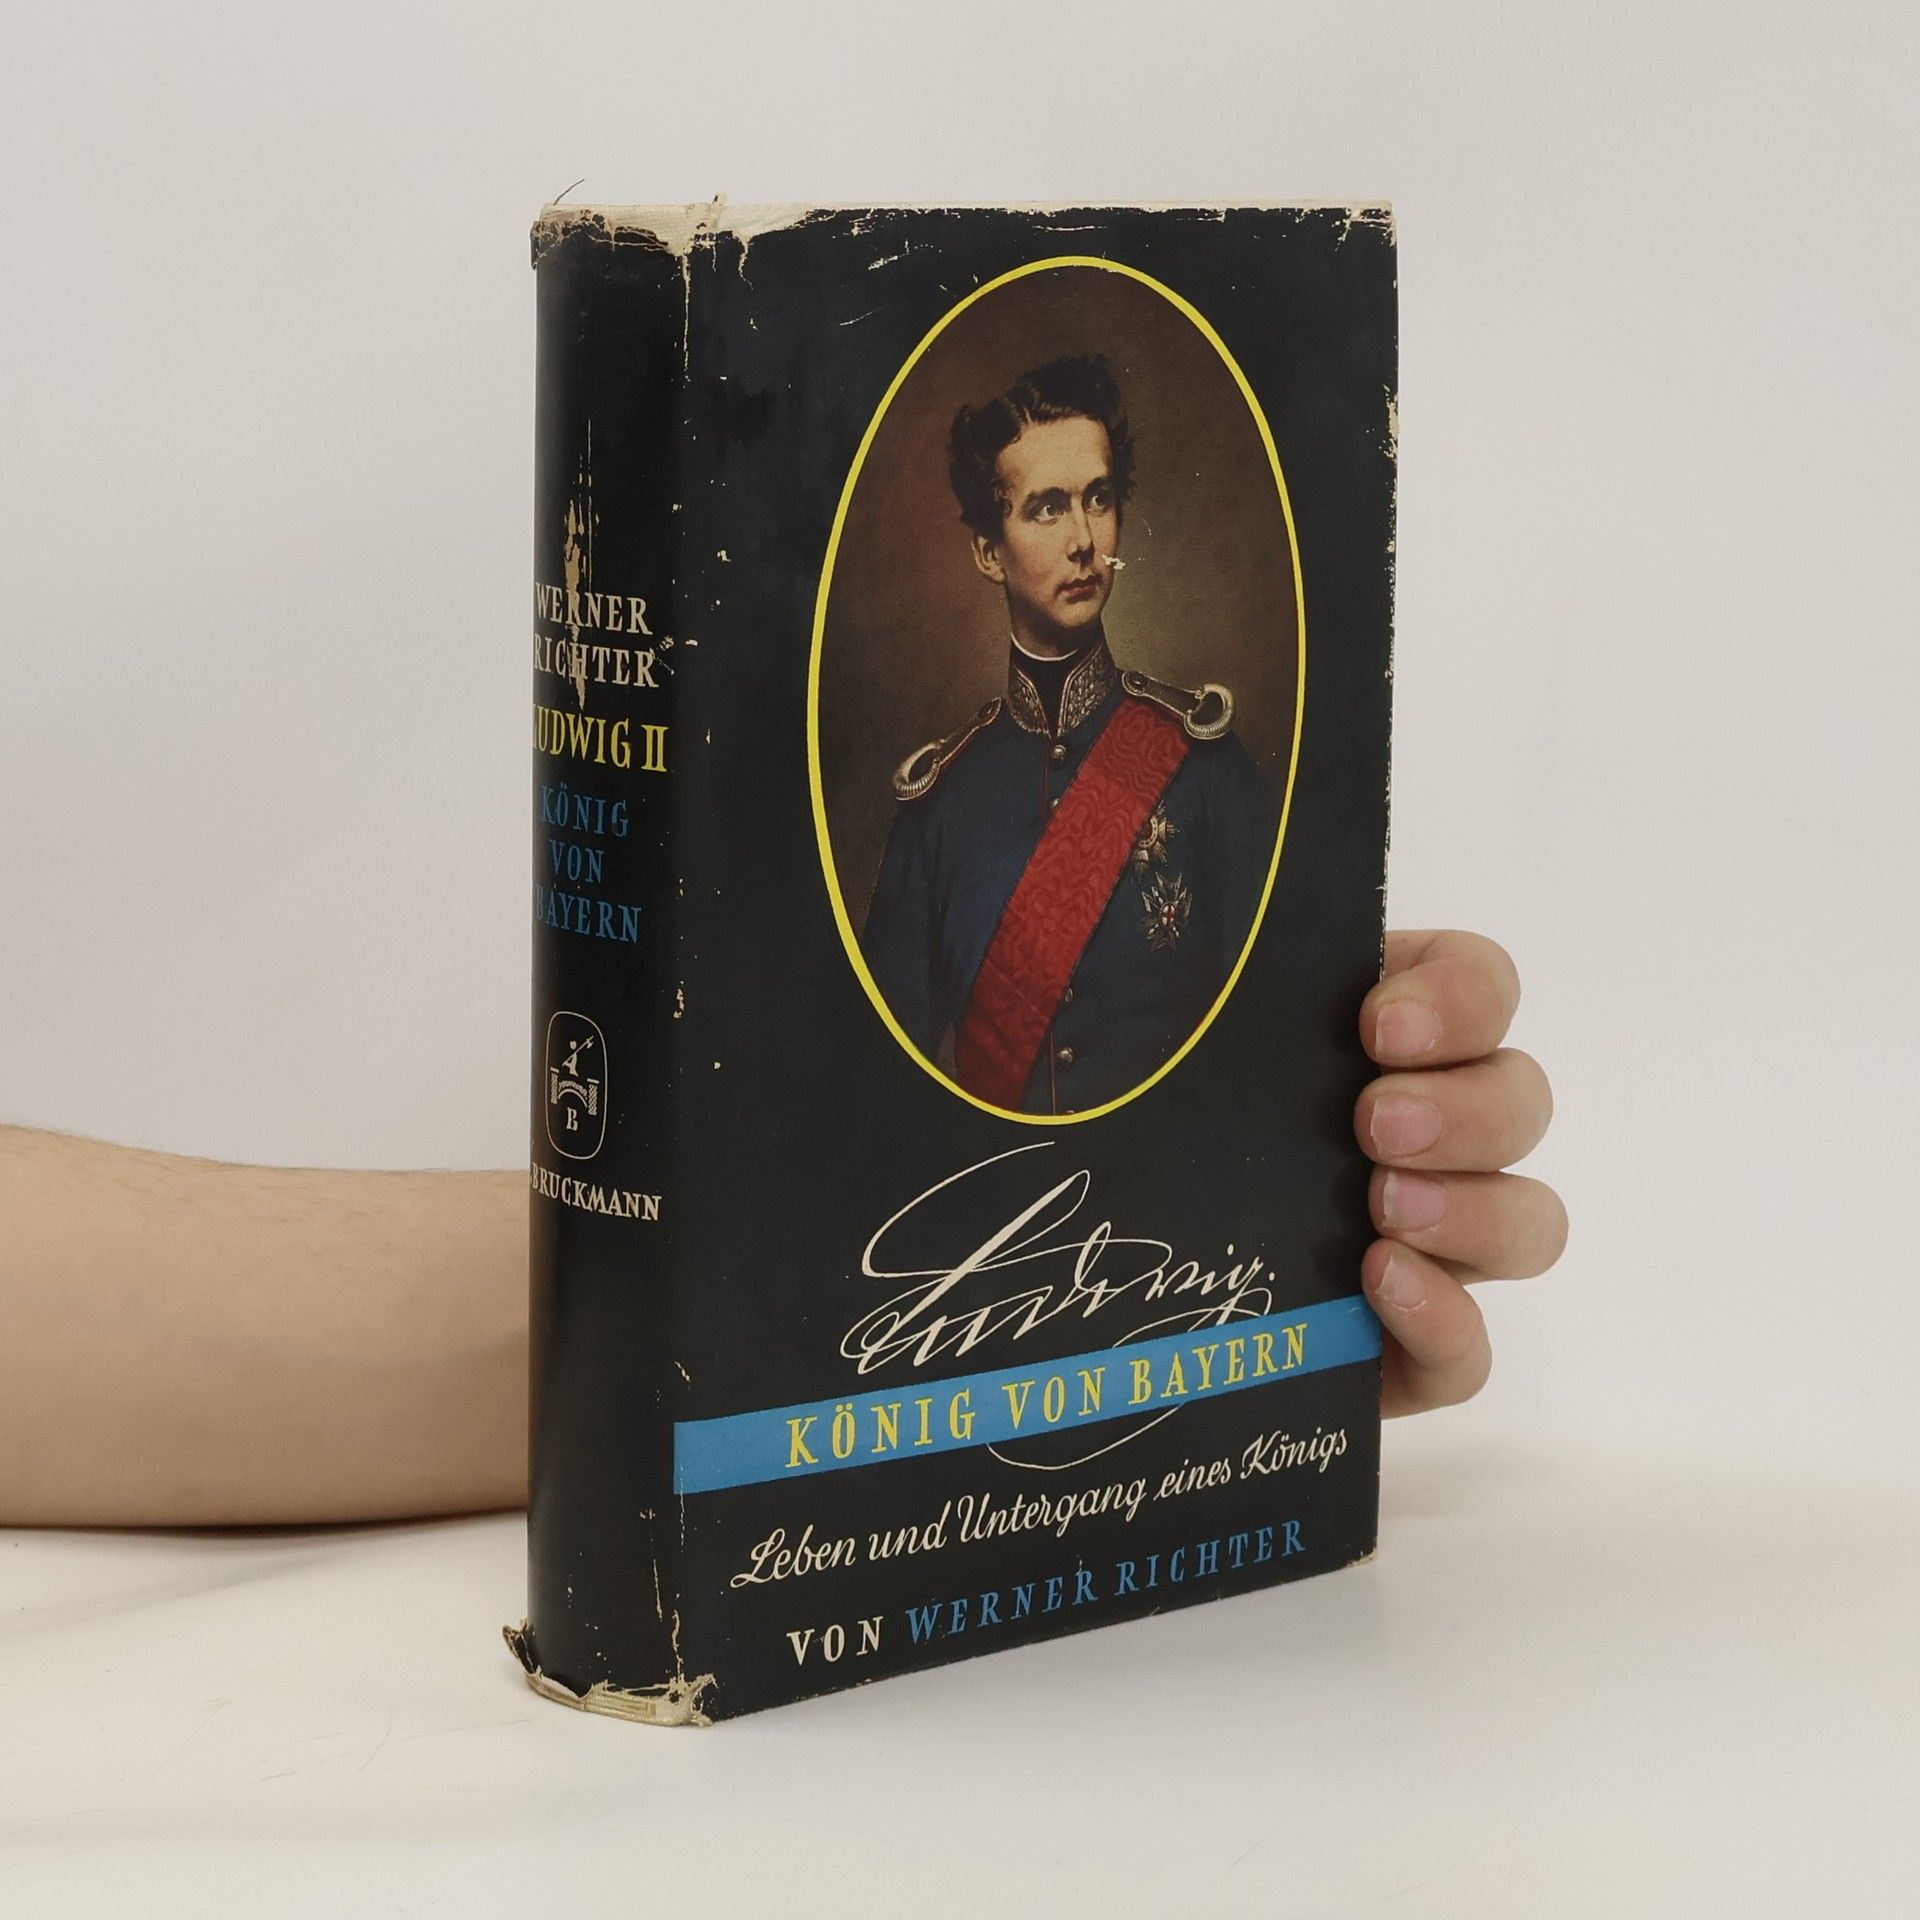 WERNER
RICHTER
LUDWIG II
KÖNIG
VON
BAYERN
B
BRUCKMANN
Ludwig.
KÖNIG VON BAYERN
Leben und Untergang eines Königs
VON WERNER RICHTER